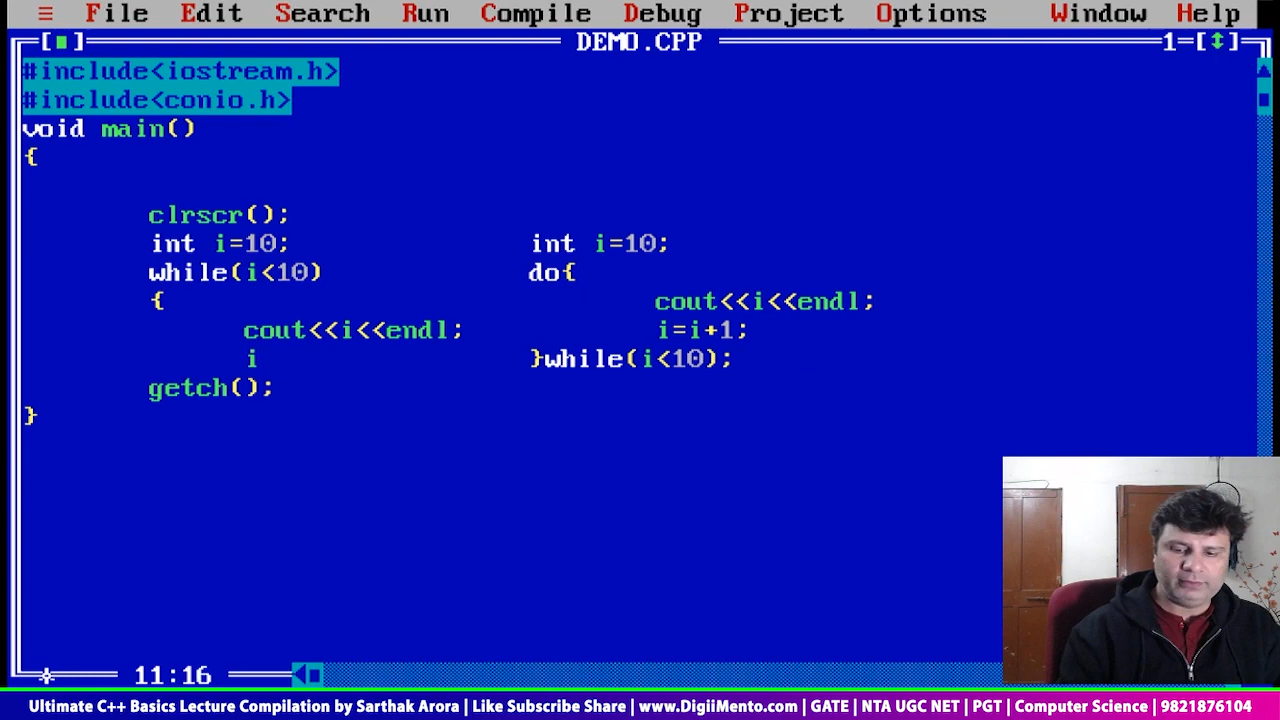 ≡ File Edit Search Run Compile Debug Project Options Window Help
[■] DEMO.CPP 1=[↕]
#include<iostream.h>
#include<conio.h>
void main()
{
clrscr();
int i=10; int i=10;
while(i<10) do{
{ cout<<i<<endl;
cout<<i<<endl; i=i+1;
i }while(i<10);
getch();
}
11:16
Ultimate C++ Basics Lecture Compilation by Sarthak Arora | Like Subscribe Share | www.DigiiMento.com | GATE | NTA UGC NET | PGT | Computer Science | 9821876104